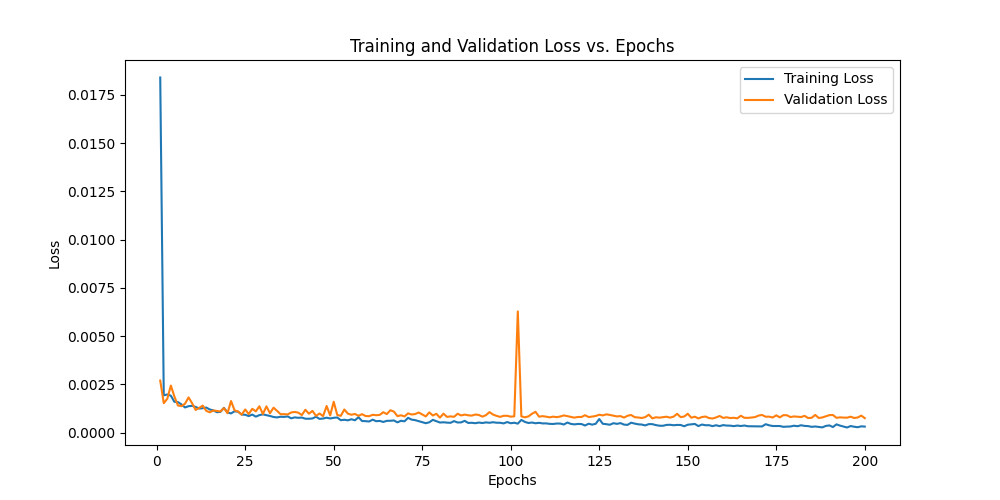 Training and Validation Loss vs. Epochs
Training Loss
Validation Loss
0.0175
0.0150
0.0125
0.0100
0.0075
0.0050
0.0025
0.0000
Loss
0 25 50 75 100 125 150 175 200
Epochs